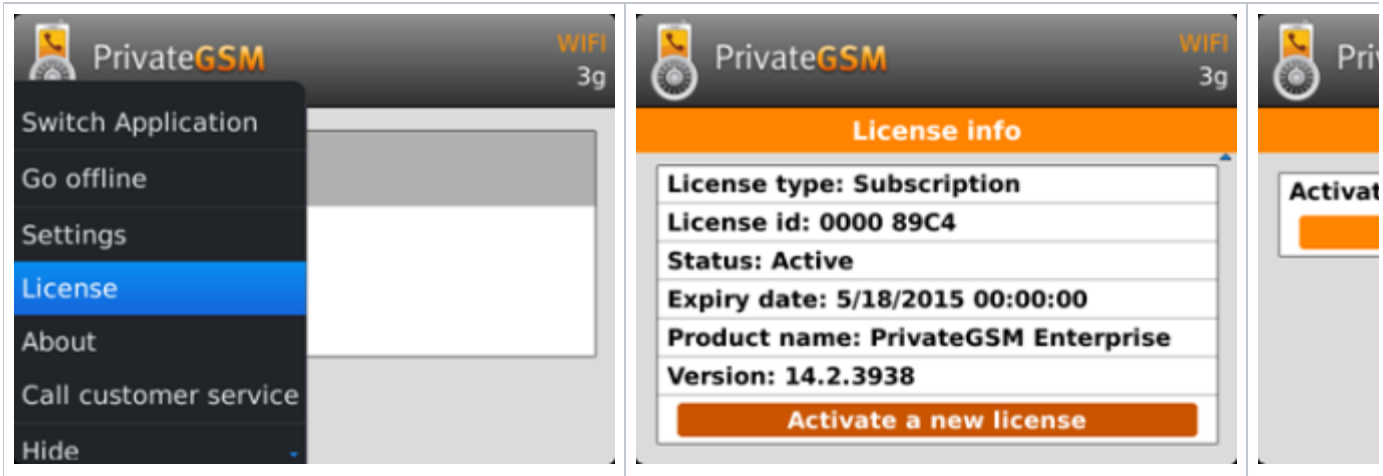 PrivateGSM
WIFI
3g
Switch Application
Go offline
Settings
License
About
Call customer service
Hide
PrivateGSM
WIFI
3g
License info
License type: Subscription
License id: 0000 89C4
Status: Active
Expiry date: 5/18/2015 00:00:00
Product name: PrivateGSM Enterprise
Version: 14.2.3938
Activate a new license
Pri
Activat